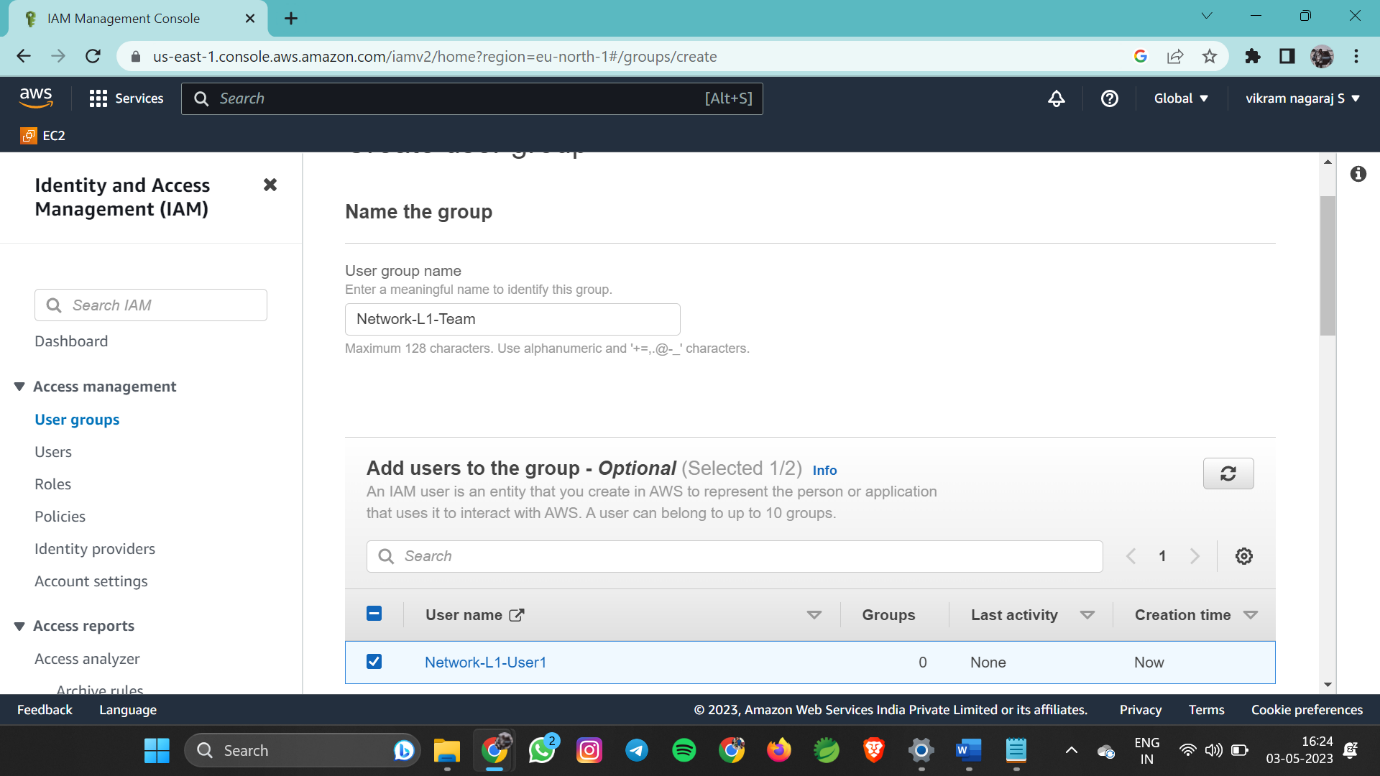 IAM Management Console
us-east-1.console.aws.amazon.com/iamv2/home?region=eu-north-1#/groups/create
aws
Services
Search
[Alt+S]
Global
vikram nagaraj S
EC2
Identity and Access
Management (IAM)
Search IAM
Dashboard
Access management
User groups
Users
Roles
Policies
Identity providers
Account settings
Access reports
Access analyzer
Archive rules
Create user group
Name the group
User group name
Enter a meaningful name to identify this group.
Network-L1-Team
Maximum 128 characters. Use alphanumeric and '+=,.@-_' characters.
Add users to the group - Optional (Selected 1/2) Info
An IAM user is an entity that you create in AWS to represent the person or application
that uses it to interact with AWS. A user can belong to up to 10 groups.
Search
1
User name Groups Last activity Creation time
Network-L1-User1 0 None Now
Feedback Language © 2023, Amazon Web Services India Private Limited or its affiliates. Privacy Terms Cookie preferences
Search
2
ENG
IN
16:24
03-05-2023